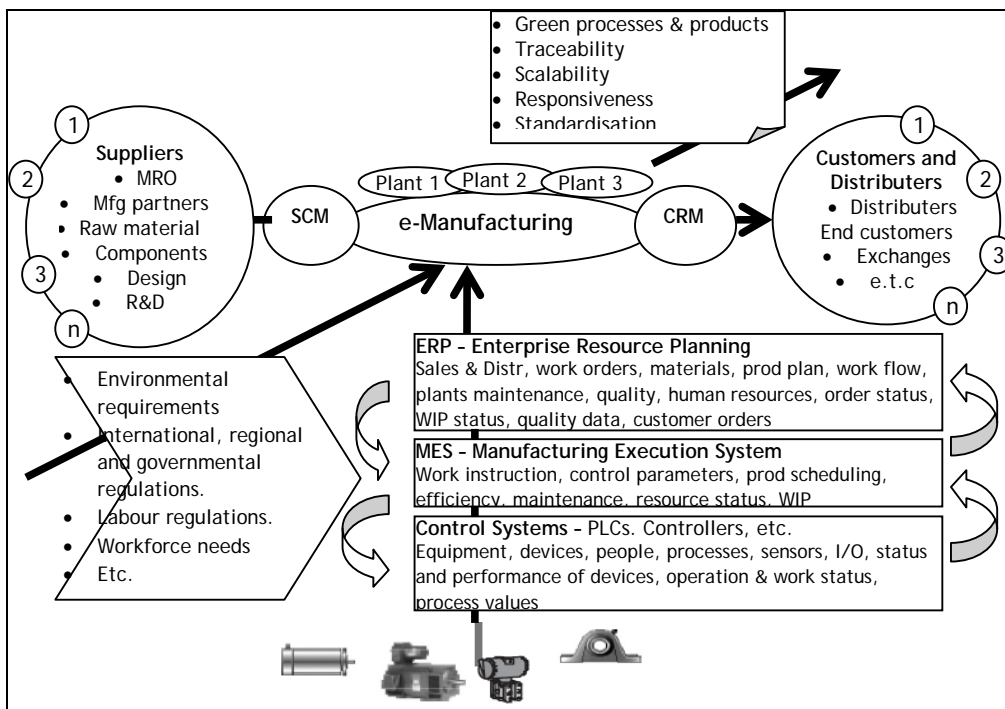 • Green processes & products
• Traceability
• Scalability
• Responsiveness
• Standardisation
1
2
3
n
Suppliers
• MRO
• Mfg partners
• Raw material
• Components
• Design
• R&D
SCM
Plant 1
Plant 2
Plant 3
e-Manufacturing
CRM
1
2
3
n
Customers and
Distributers
• Distributers
End customers
• Exchanges
• e.t.c
• Environmental
requirements
• International, regional
and governmental
regulations.
• Labour regulations.
• Workforce needs
• Etc.
ERP - Enterprise Resource Planning
Sales & Distr, work orders, materials, prod plan, work flow,
plants maintenance, quality, human resources, order status,
WIP status, quality data, customer orders
MES - Manufacturing Execution System
Work instruction, control parameters, prod scheduling,
efficiency, maintenance, resource status, WIP
Control Systems - PLCs. Controllers, etc.
Equipment, devices, people, processes, sensors, I/O, status
and performance of devices, operation & work status,
process values